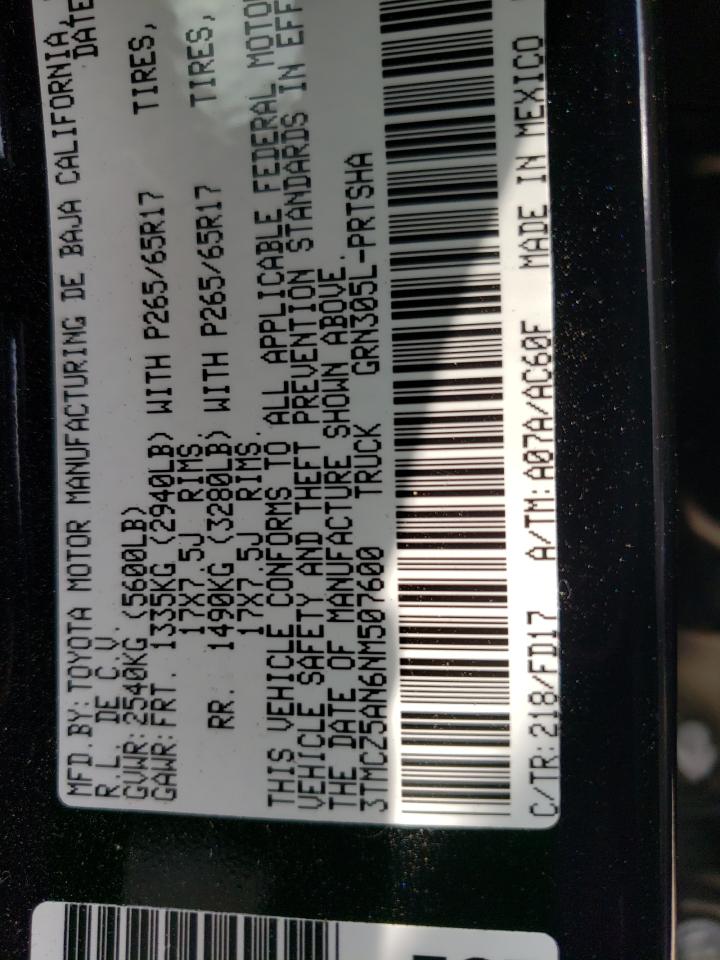 MFD.BY:TOYOTA MOTOR MANUFACTURING DE BAJA CALIFORNIA,
R.L. DE C.V. DATE
GVWR:2540KG (5600LB)
GAWR:FRT. 1335KG (2940LB) WITH P265/65R17 TIRES,
17X7.5J RIMS.
RR. 1490KG (3280LB) WITH P265/65R17 TIRES,
17X7.5J RIMS.
THIS VEHICLE CONFORMS TO ALL APPLICABLE FEDERAL MOTO
VEHICLE SAFETY AND THEFT PREVENTION STANDARDS IN EFF
THE DATE OF MANUFACTURE SHOWN ABOVE.
3TMCZ5AN6NM507600 TRUCK GRN305L-PRTSHA
C/TR:218/FD17 A/TM:A07A/AC60F MADE IN MEXICO